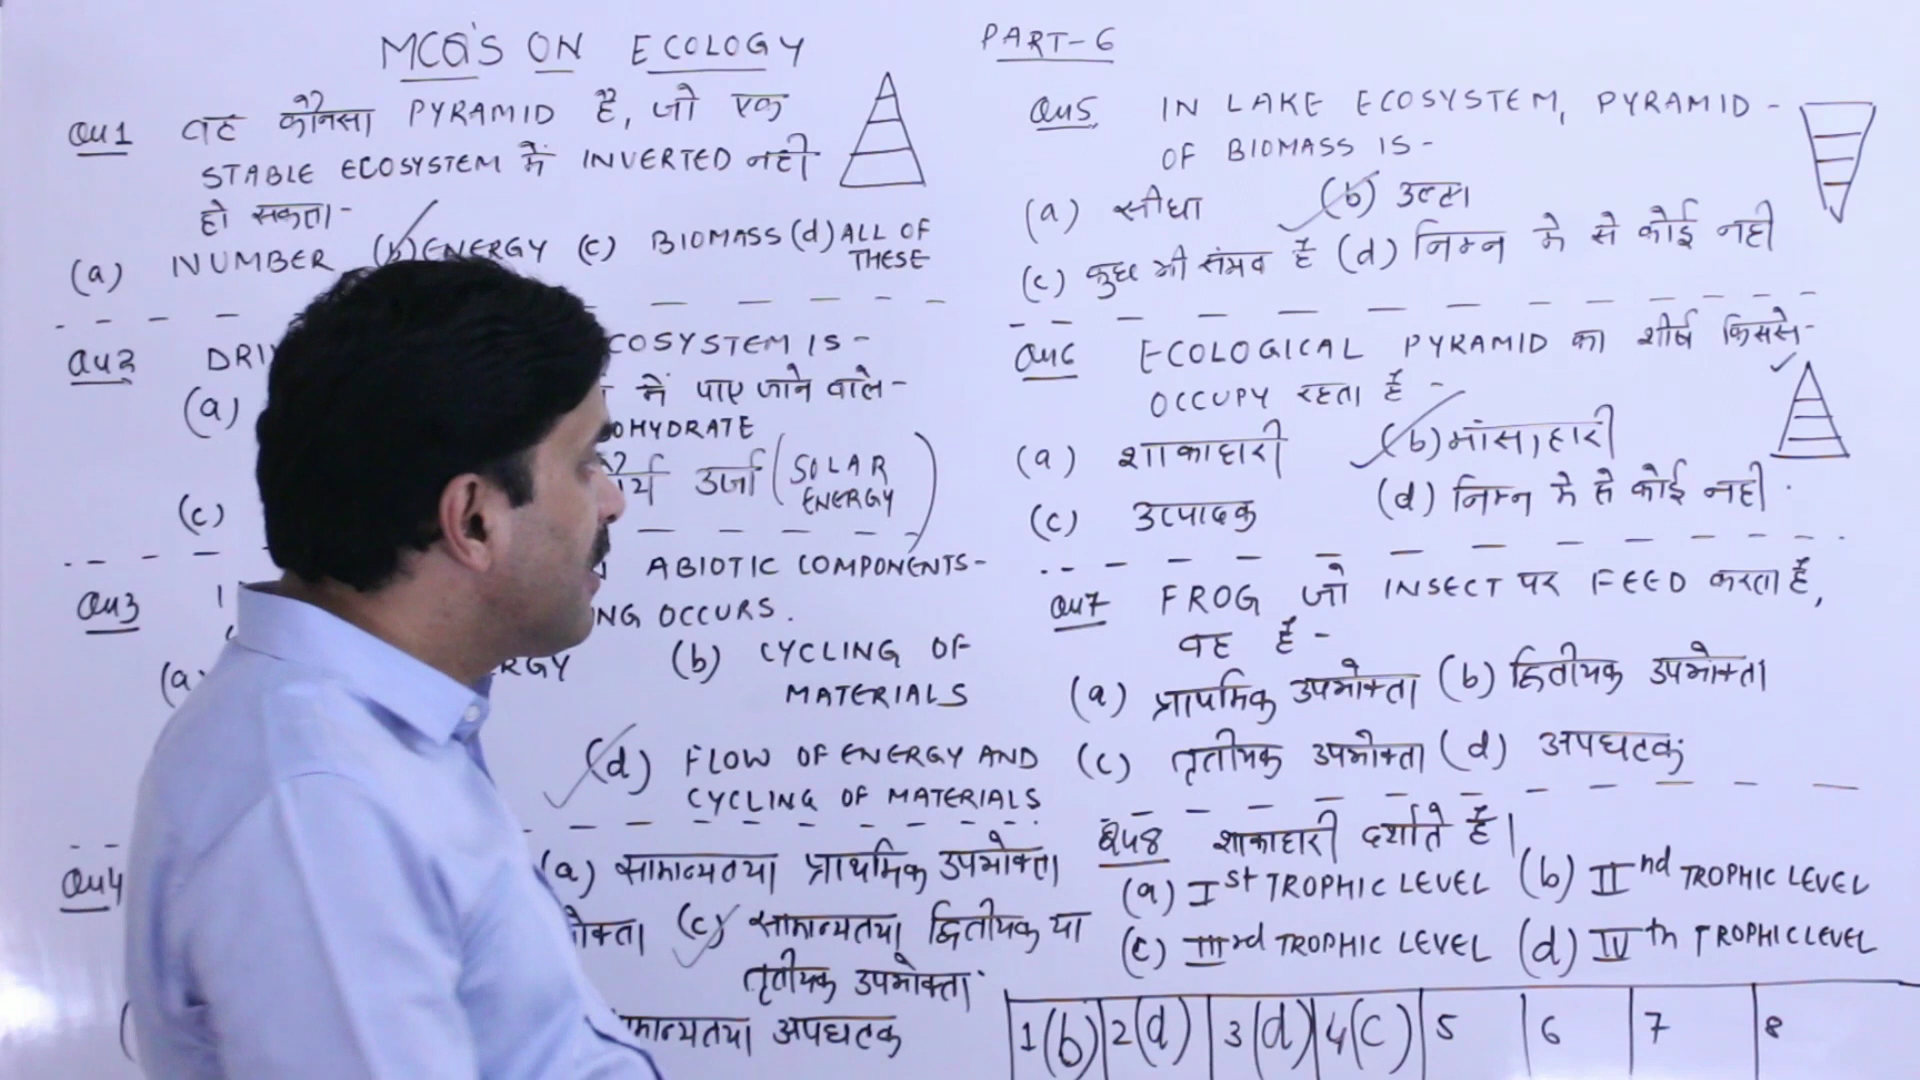 MCQ'S ON ECOLOGY
PART-6
Qu1 वह कौनसा PYRAMID है, जो एक
STABLE ECOSYSTEM में INVERTED नही
हो सकता-
(a) NUMBER (b) ENERGY (c) BIOMASS (d) ALL OF
THESE
Qu2 DRI COSYSTEM IS-
(a) में पाए जाने वाले-
OHYDRATE
(c) उर्जा (SOLAR
ENERGY)
Qu3 ABIOTIC COMPONENTS-
NG OCCURS.
(a) RGY (b) CYCLING OF
MATERIALS
(d) FLOW OF ENERGY AND
CYCLING OF MATERIALS
Qu4 (a) सामान्यतया प्राथमिक उपभोक्ता
(c) सामान्यतया द्वितीयक या
तृतीयक उपभोक्ता.
अपघटक
Qu5 IN LAKE ECOSYSTEM, PYRAMID-
OF BIOMASS IS-
(a) सीधा (b) उल्टा
(c) कुछ भी संभव है (d) निम्न मे से कोई नही
Qu6 ECOLOGICAL PYRAMID का शीर्ष किससे-
OCCUPY रहता है-
(a) शाकाहारी (b) मांसाहारी
(c) उत्पादक (d) निम्न मे से कोई नही.
Qu7 FROG जो INSECT पर FEED करता है,
वह है-
(a) प्राथमिक उपभोक्ता (b) द्वितीयक उपभोक्ता
(c) तृतीयक उपभोक्ता (d) अपघटक
Qu8 शाकाहारी दर्शाते है।
(a) Ist TROPHIC LEVEL (b) IInd TROPHIC LEVEL
(c) IIIrd TROPHIC LEVEL (d) IVth TROPHIC LEVEL
1(b) 2(d) 3(d) 4(c) 5 6 7 8